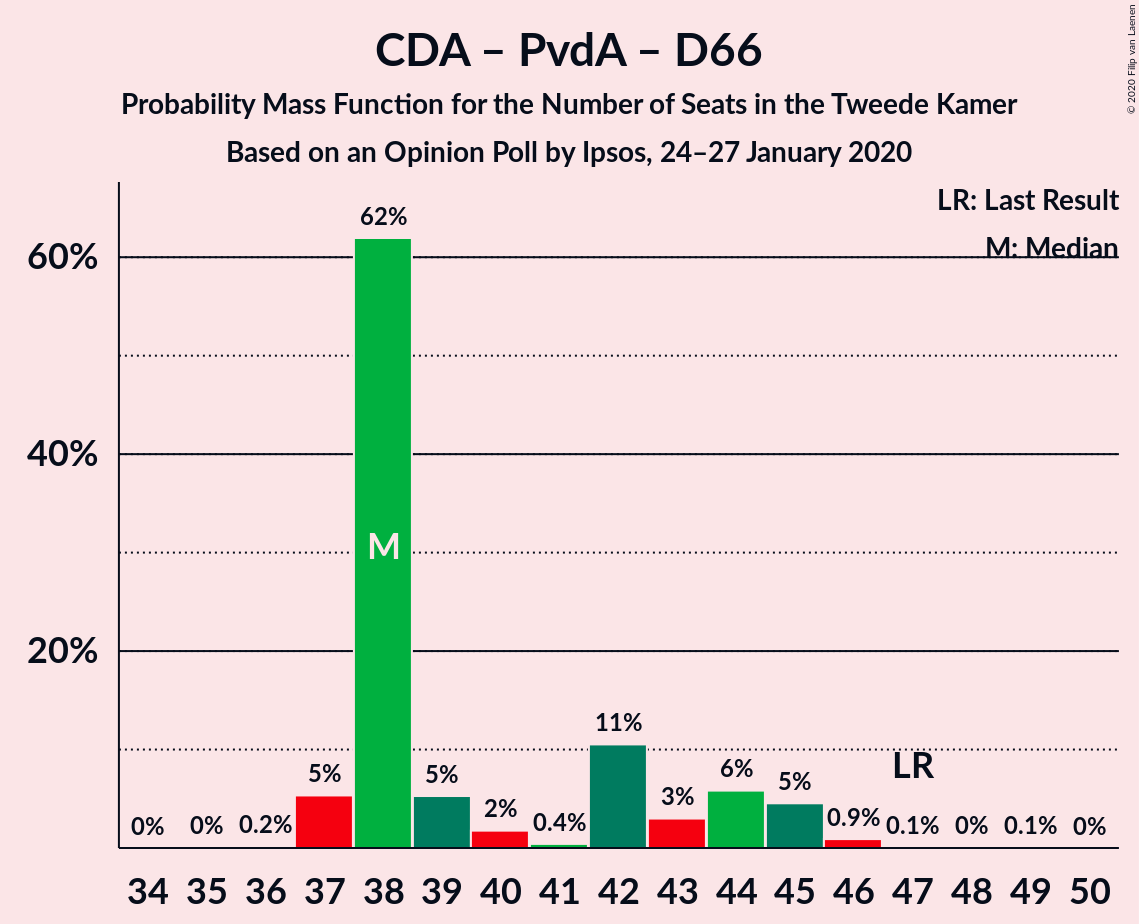 CDA – PvdA – D66
Probability Mass Function for the Number of Seats in the Tweede Kamer
Based on an Opinion Poll by Ipsos, 24–27 January 2020
© 2020 Filip van Laenen
LR: Last Result
M: Median
60%
40%
20%
0%
0%
0.2%
5%
62%
5%
2%
0.4%
11%
3%
6%
5%
0.9%
0.1%
0%
0.1%
0%
M
LR
34 35 36 37 38 39 40 41 42 43 44 45 46 47 48 49 50